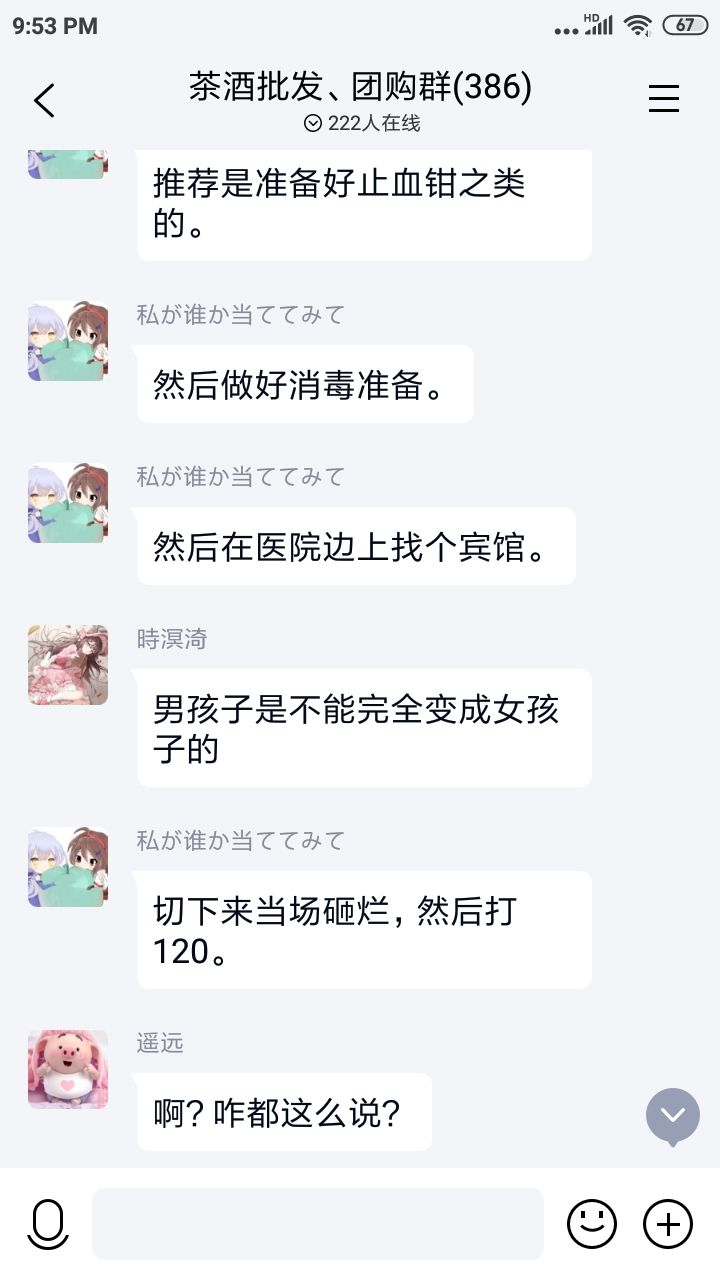 9:53 PM
HD
67
茶酒批发、团购群(386)
222人在线
推荐是准备好止血钳之类
的。
私が谁か当ててみて
然后做好消毒准备。
私が谁か当ててみて
然后在医院边上找个宾馆。
時溟渏
男孩子是不能完全变成女孩
子的
私が谁か当ててみて
切下来当场砸烂，然后打
120。
遥远
啊？咋都这么说？